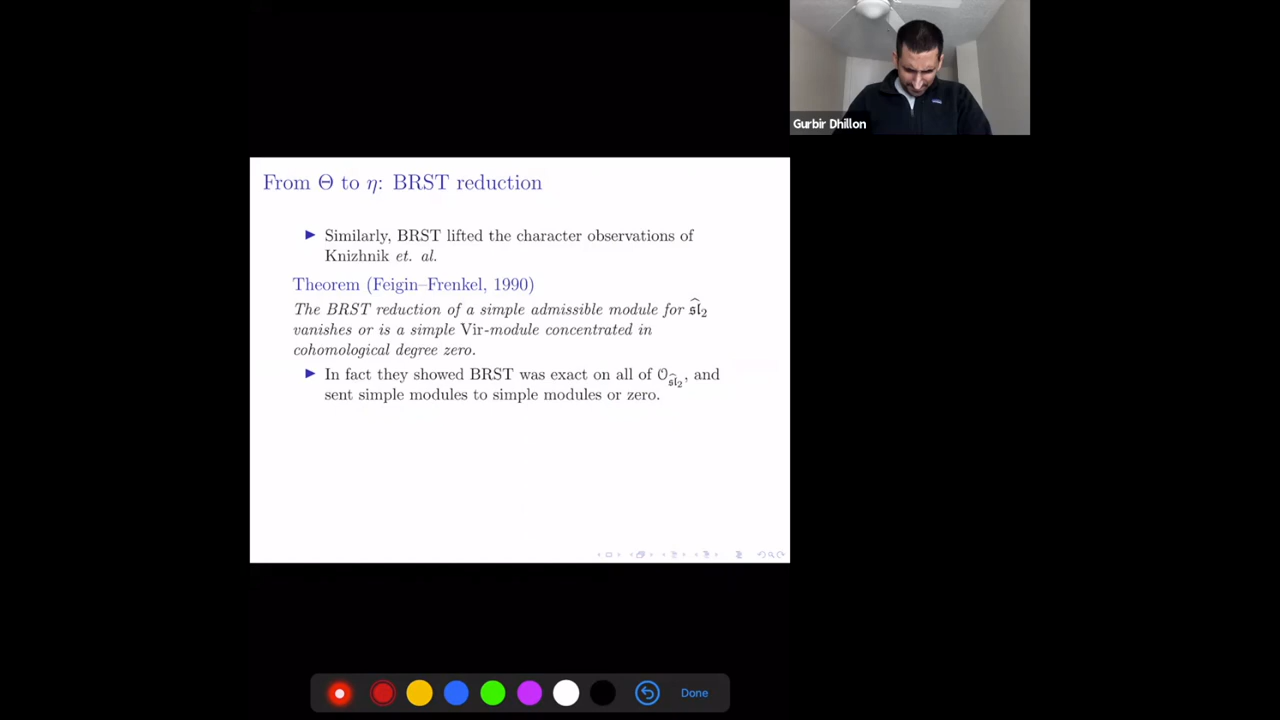 Gurbir Dhillon
From Θ to η: BRST reduction
▶ Similarly, BRST lifted the character observations of
Knizhnik et. al.
Theorem (Feigin–Frenkel, 1990)
The BRST reduction of a simple admissible module for $\widehat{\mathfrak{sl}}_2$
vanishes or is a simple Vir-module concentrated in
cohomological degree zero.
▶ In fact they showed BRST was exact on all of $\mathcal{O}_{\widehat{\mathfrak{sl}}_2}$, and
sent simple modules to simple modules or zero.
Done